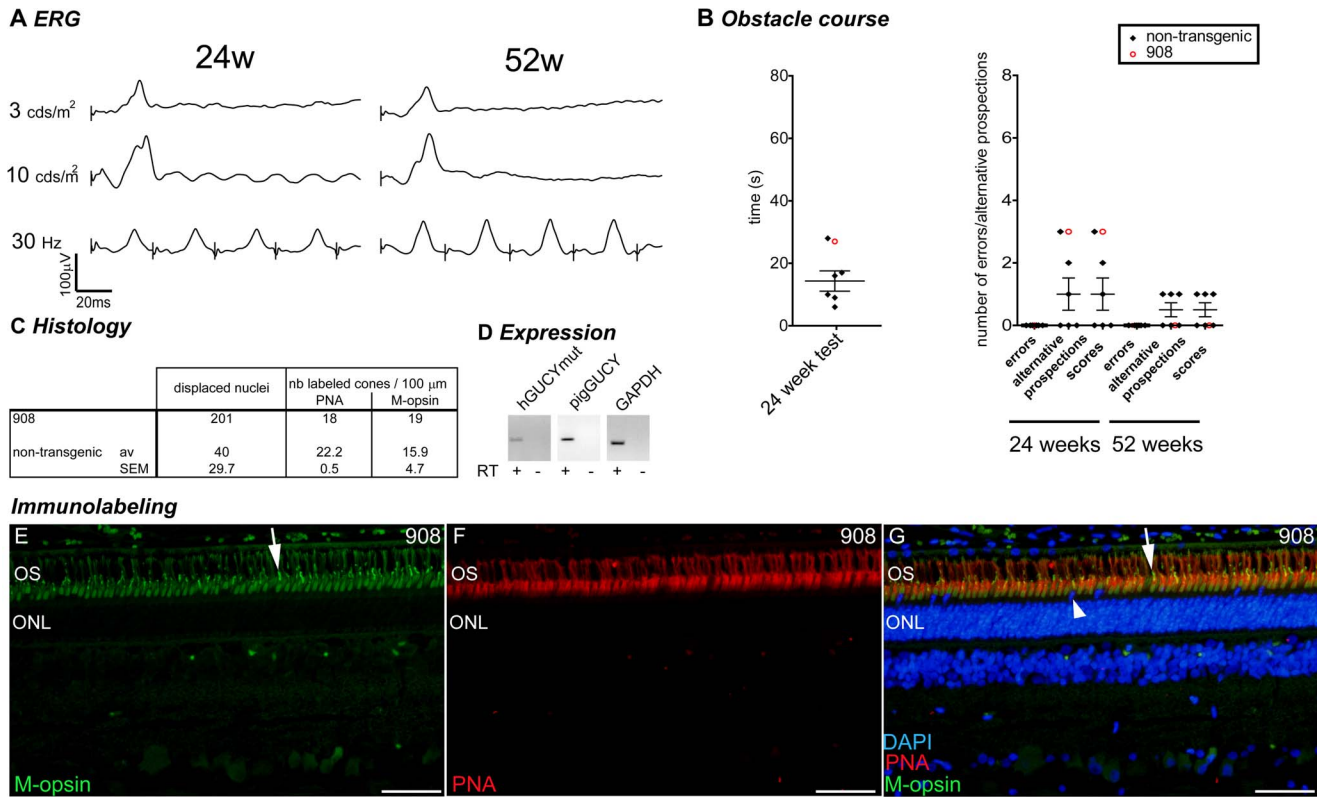 A ERG
24w
52w
3 cds/m2
10 cds/m2
30 Hz
100µV
20ms
B Obstacle course
non-transgenic
908
time (s)
80
60
40
20
0
24 week test
number of errors/alternative prospections
8
6
4
2
0
errors
alternative
prospections
scores
errors
alternative
prospections
scores
24 weeks
52 weeks
C Histology
displaced nuclei
nb labeled cones / 100 µm
PNA
M-opsin
908 201 18 19
non-transgenic av 40 22.2 15.9
SEM 29.7 0.5 4.7
D Expression
hGUCYmut
pigGUCY
GAPDH
RT + - + - + -
Immunolabeling
E
908
OS
ONL
M-opsin
F
908
OS
ONL
PNA
G
908
OS
ONL
DAPI
PNA
M-opsin